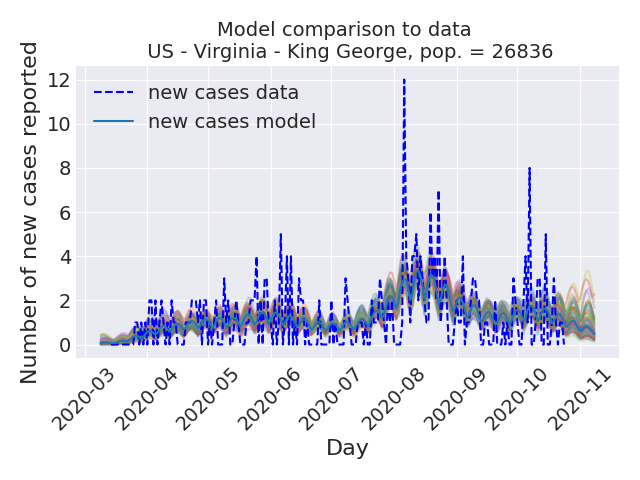 Model comparison to data
US - Virginia - King George, pop. = 26836
Number of new cases reported
12
10
8
6
4
2
0
new cases data
new cases model
2020-03
2020-04
2020-05
2020-06
2020-07
2020-08
2020-09
2020-10
2020-11
Day